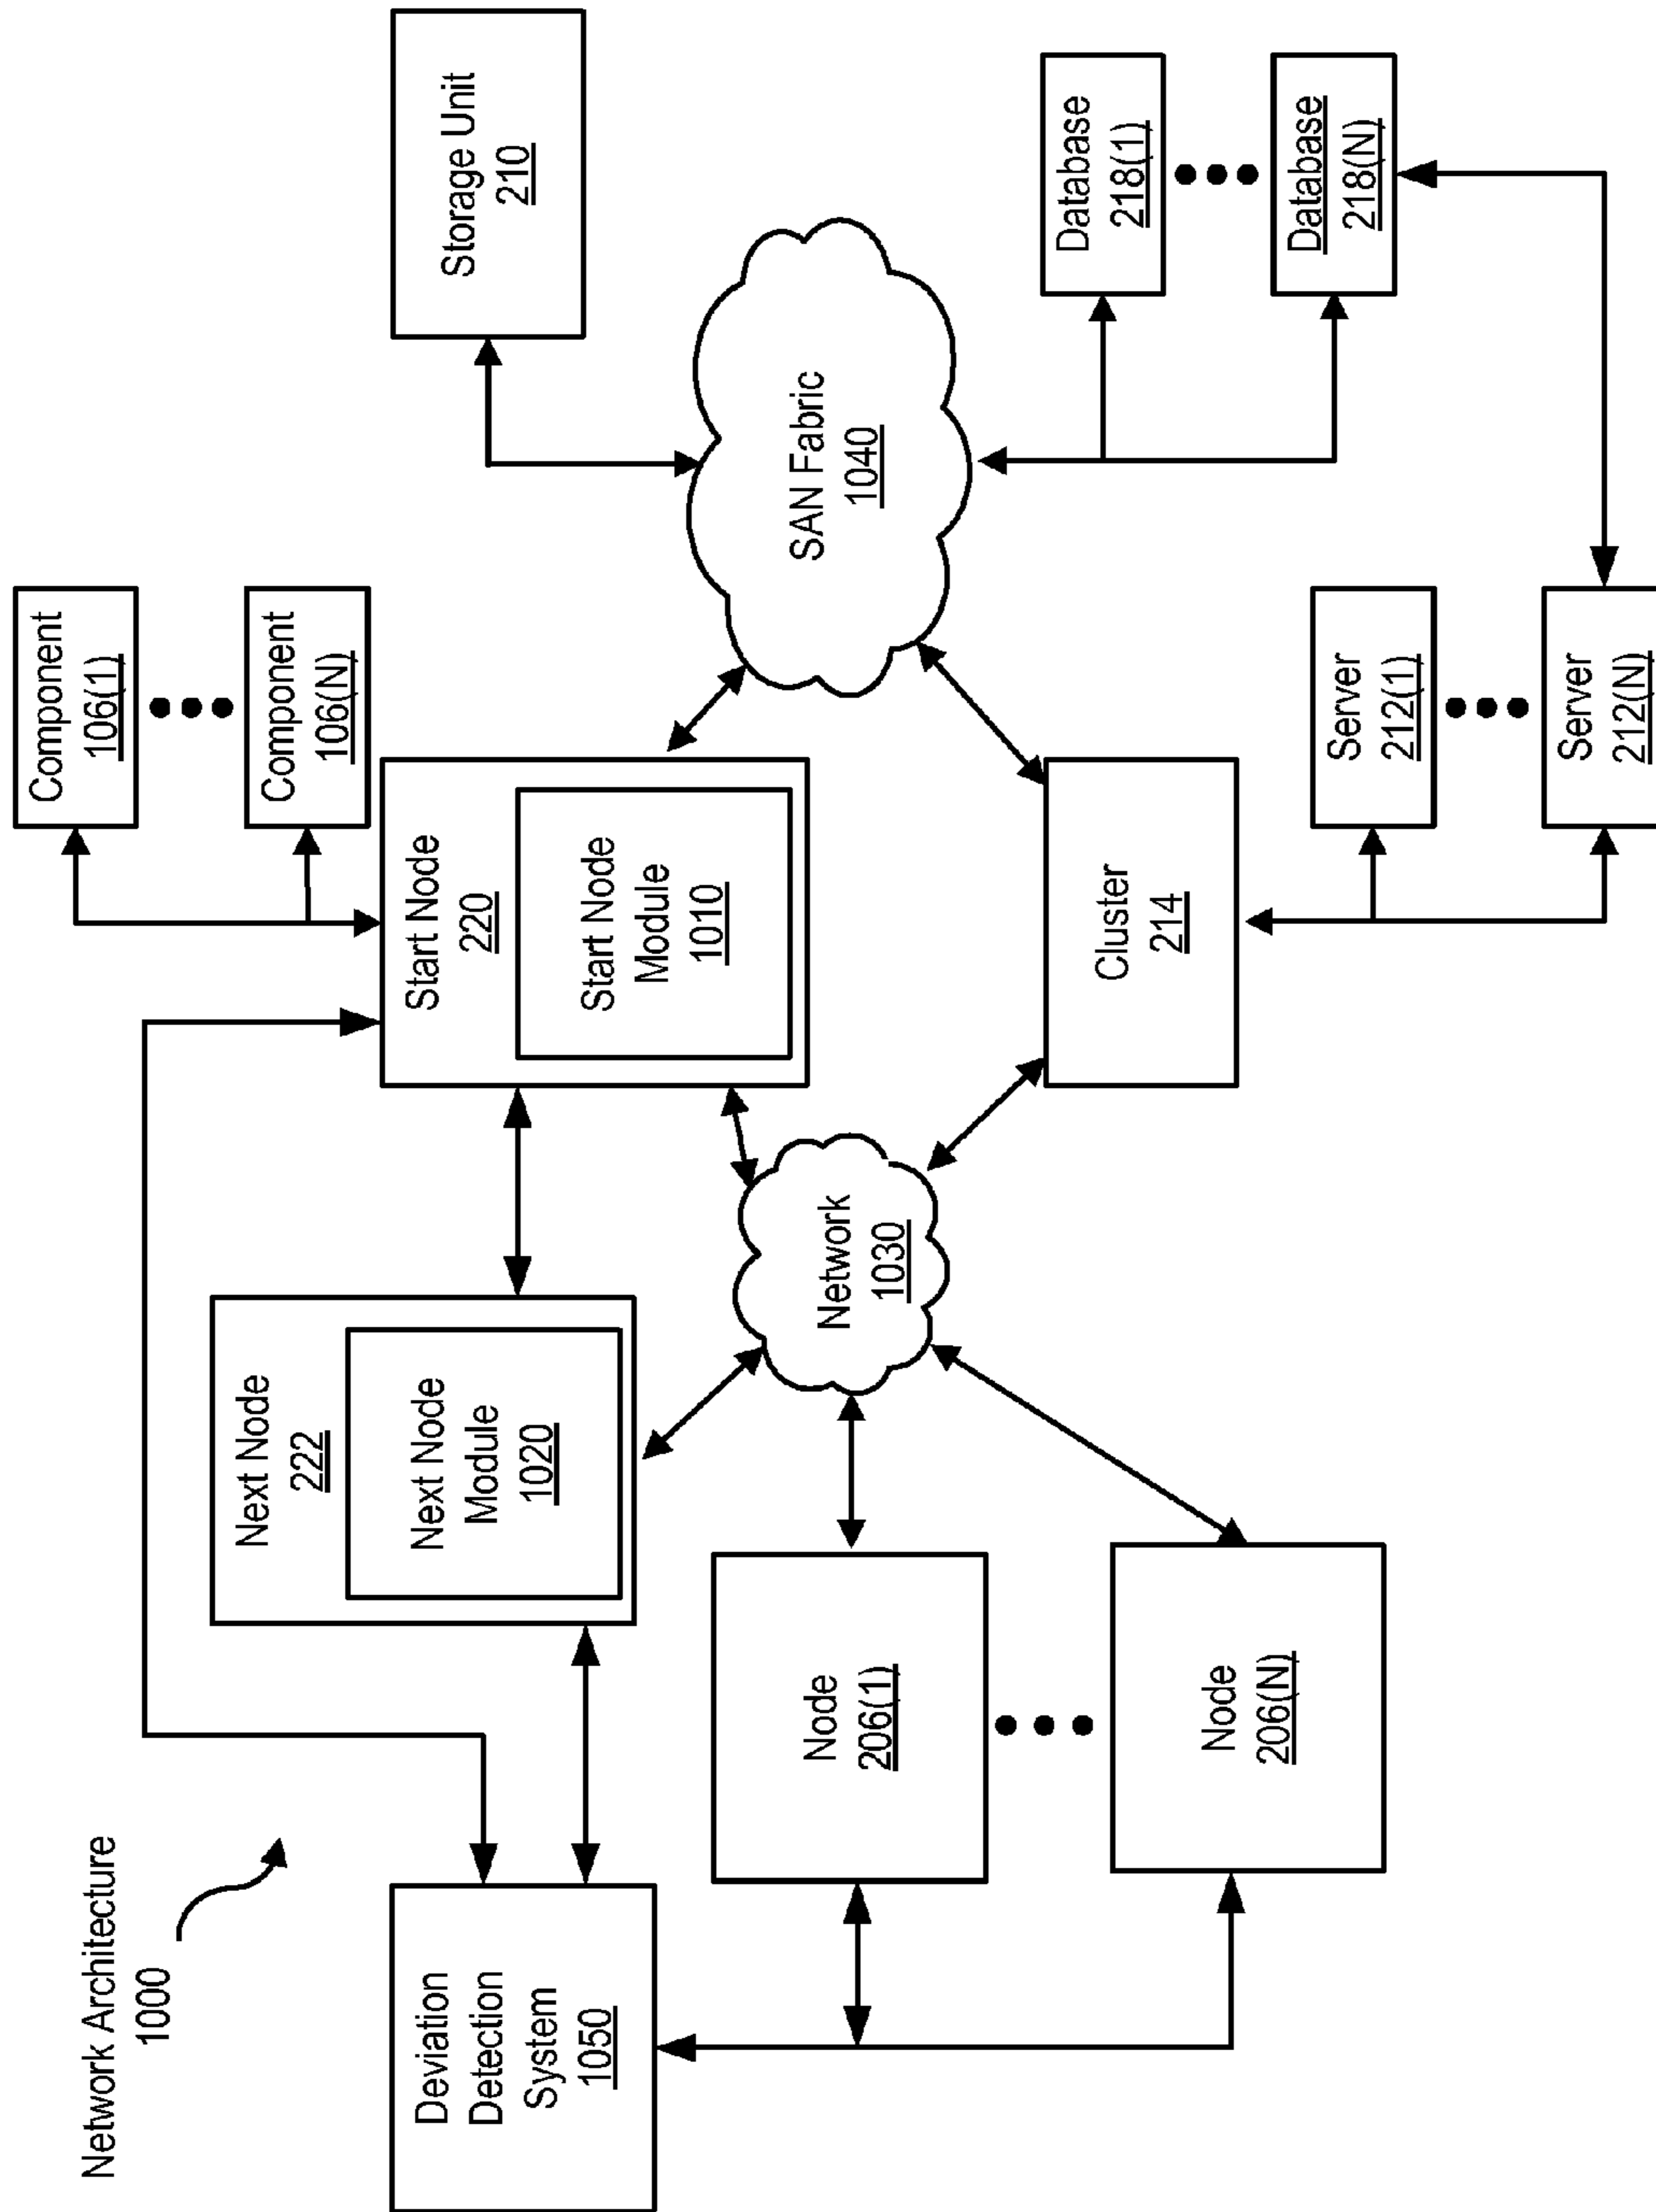 Network Architecture
1000
Component
106(1)
Component
106(N)
Storage Unit
210
Next Node
222
Next Node
Module
1020
Start Node
220
Start Node
Module
1010
Deviation
Detection
System
1050
SAN Fabric
1040
Network
1030
Node
206(1)
Node
206(N)
Cluster
214
Database
218(1)
Database
218(N)
Server
212(1)
Server
212(N)